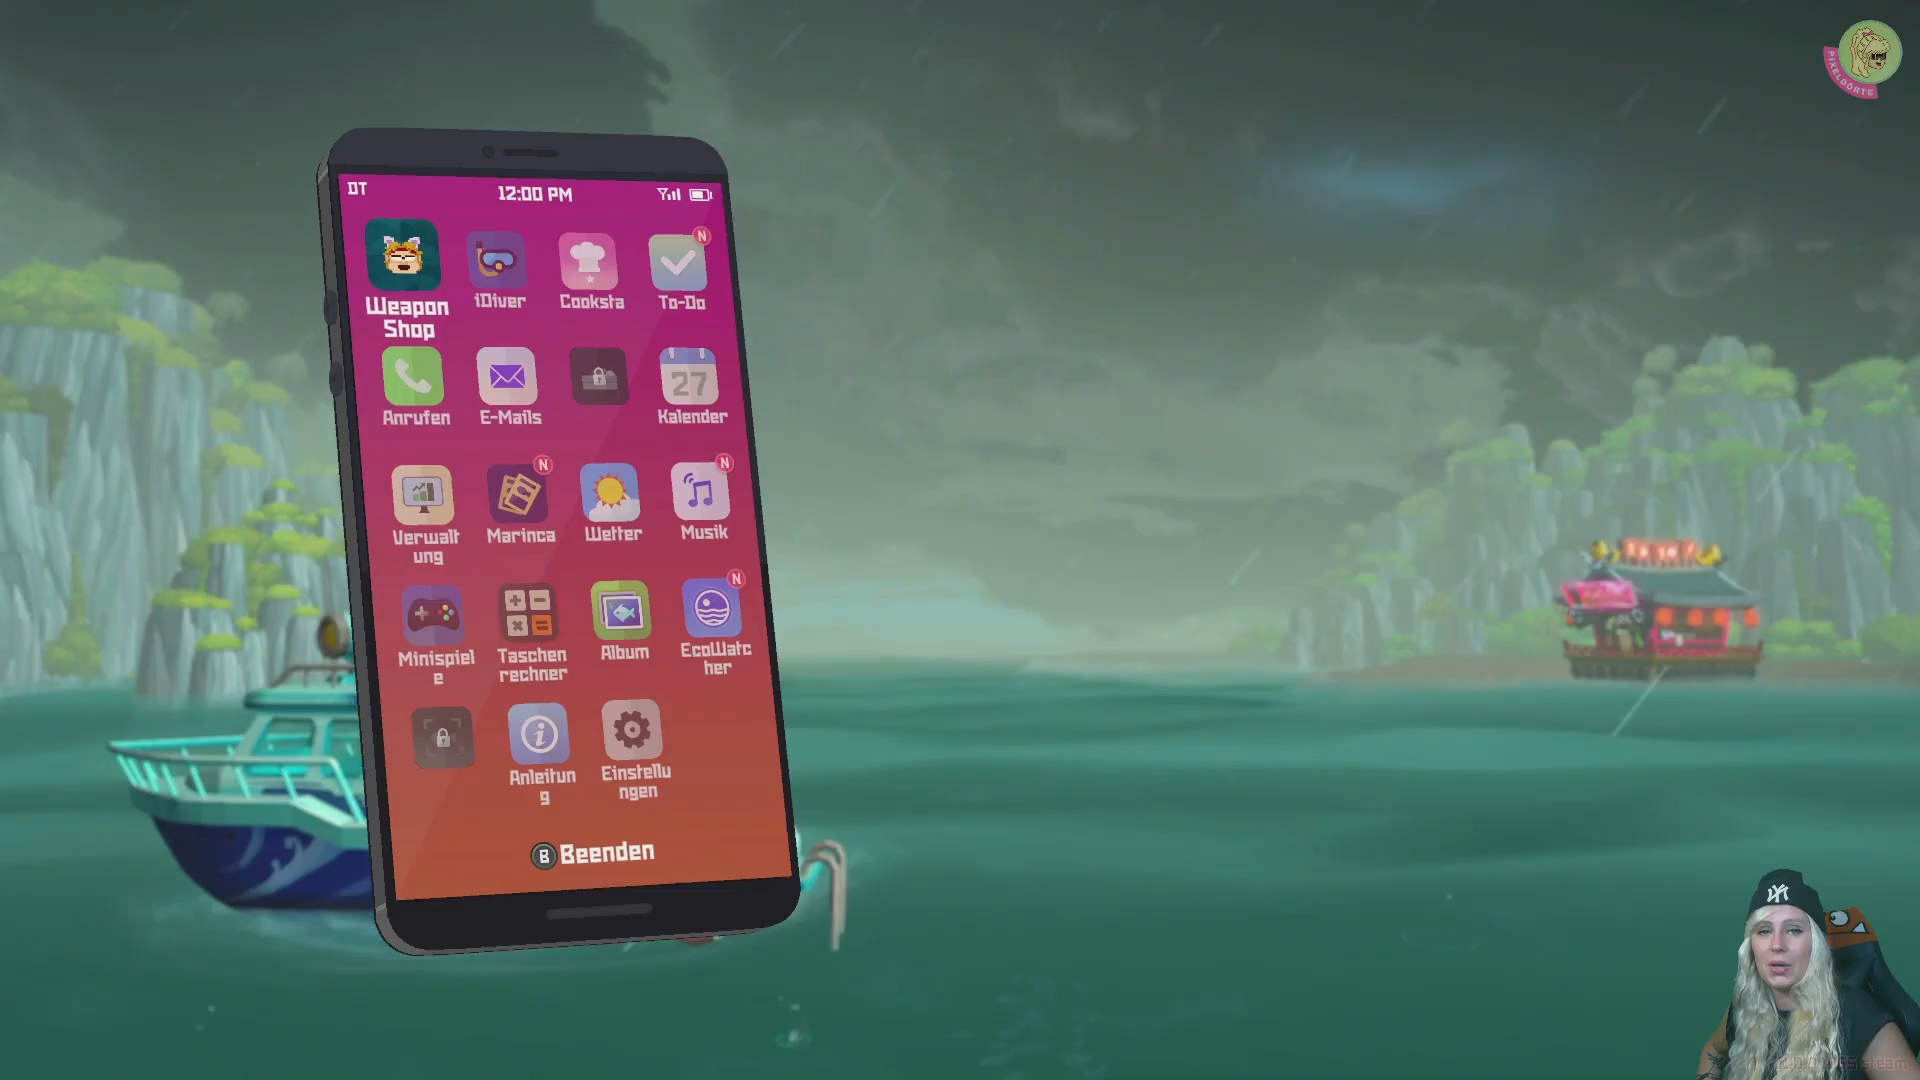 PIXELDÖRTE
DT
12:00 PM
Weapon
Shop
iDiver
Cooksta
N
To-Do
Anrufen
E-Mails
27
Kalender
Verwalt
ung
N
Marinca
Wetter
N
Musik
Minispiel
e
Taschen
rechner
Album
N
EcoWatc
her
Anleitun
g
Einstellu
ngen
B Beenden